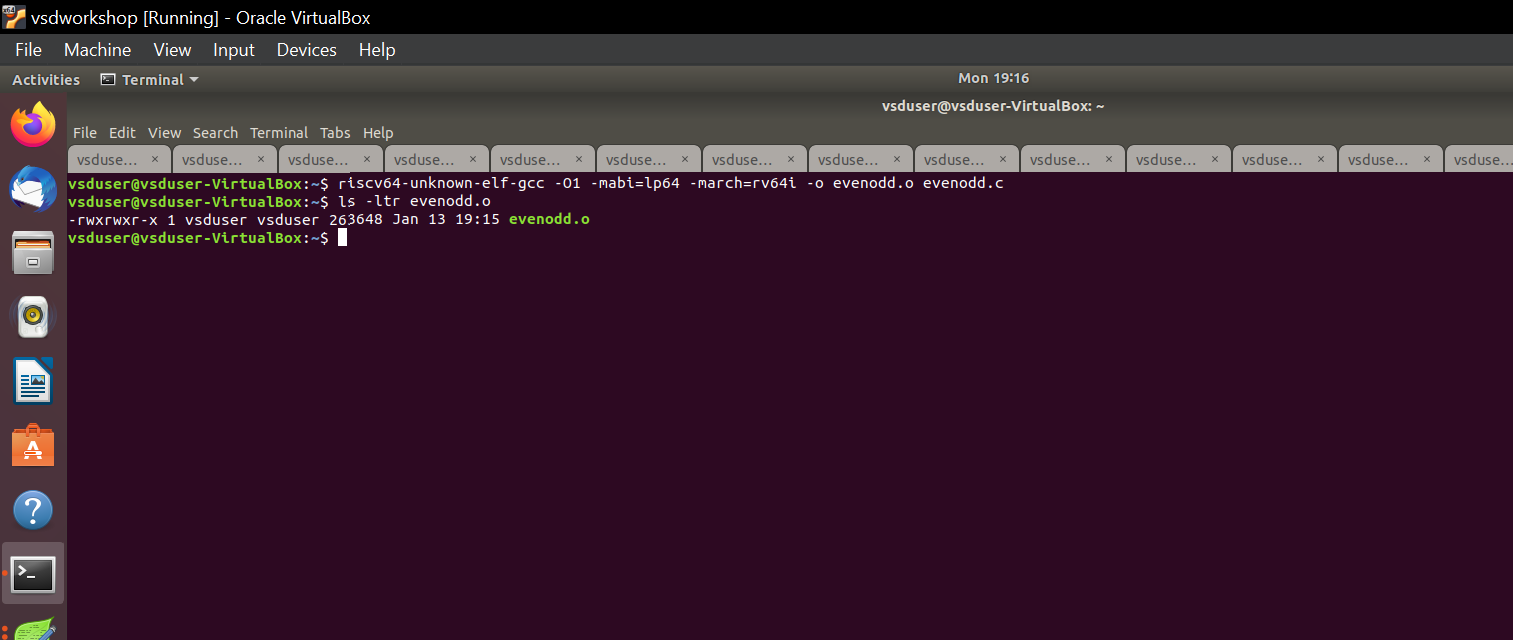 vsdworkshop [Running] - Oracle VirtualBox
File Machine View Input Devices Help
Activities Terminal Mon 19:16
vsduser@vsduser-VirtualBox: ~
File Edit View Search Terminal Tabs Help
vsduse... × vsduse... × vsduse... × vsduse... × vsduse... × vsduse... × vsduse... × vsduse... × vsduse... × vsduse... × vsduse... × vsduse... × vsduse... × vsduse...
vsduser@vsduser-VirtualBox:~$ riscv64-unknown-elf-gcc -O1 -mabi=lp64 -march=rv64i -o evenodd.o evenodd.c
vsduser@vsduser-VirtualBox:~$ ls -ltr evenodd.o
-rwxrwxr-x 1 vsduser vsduser 263648 Jan 13 19:15 evenodd.o
vsduser@vsduser-VirtualBox:~$